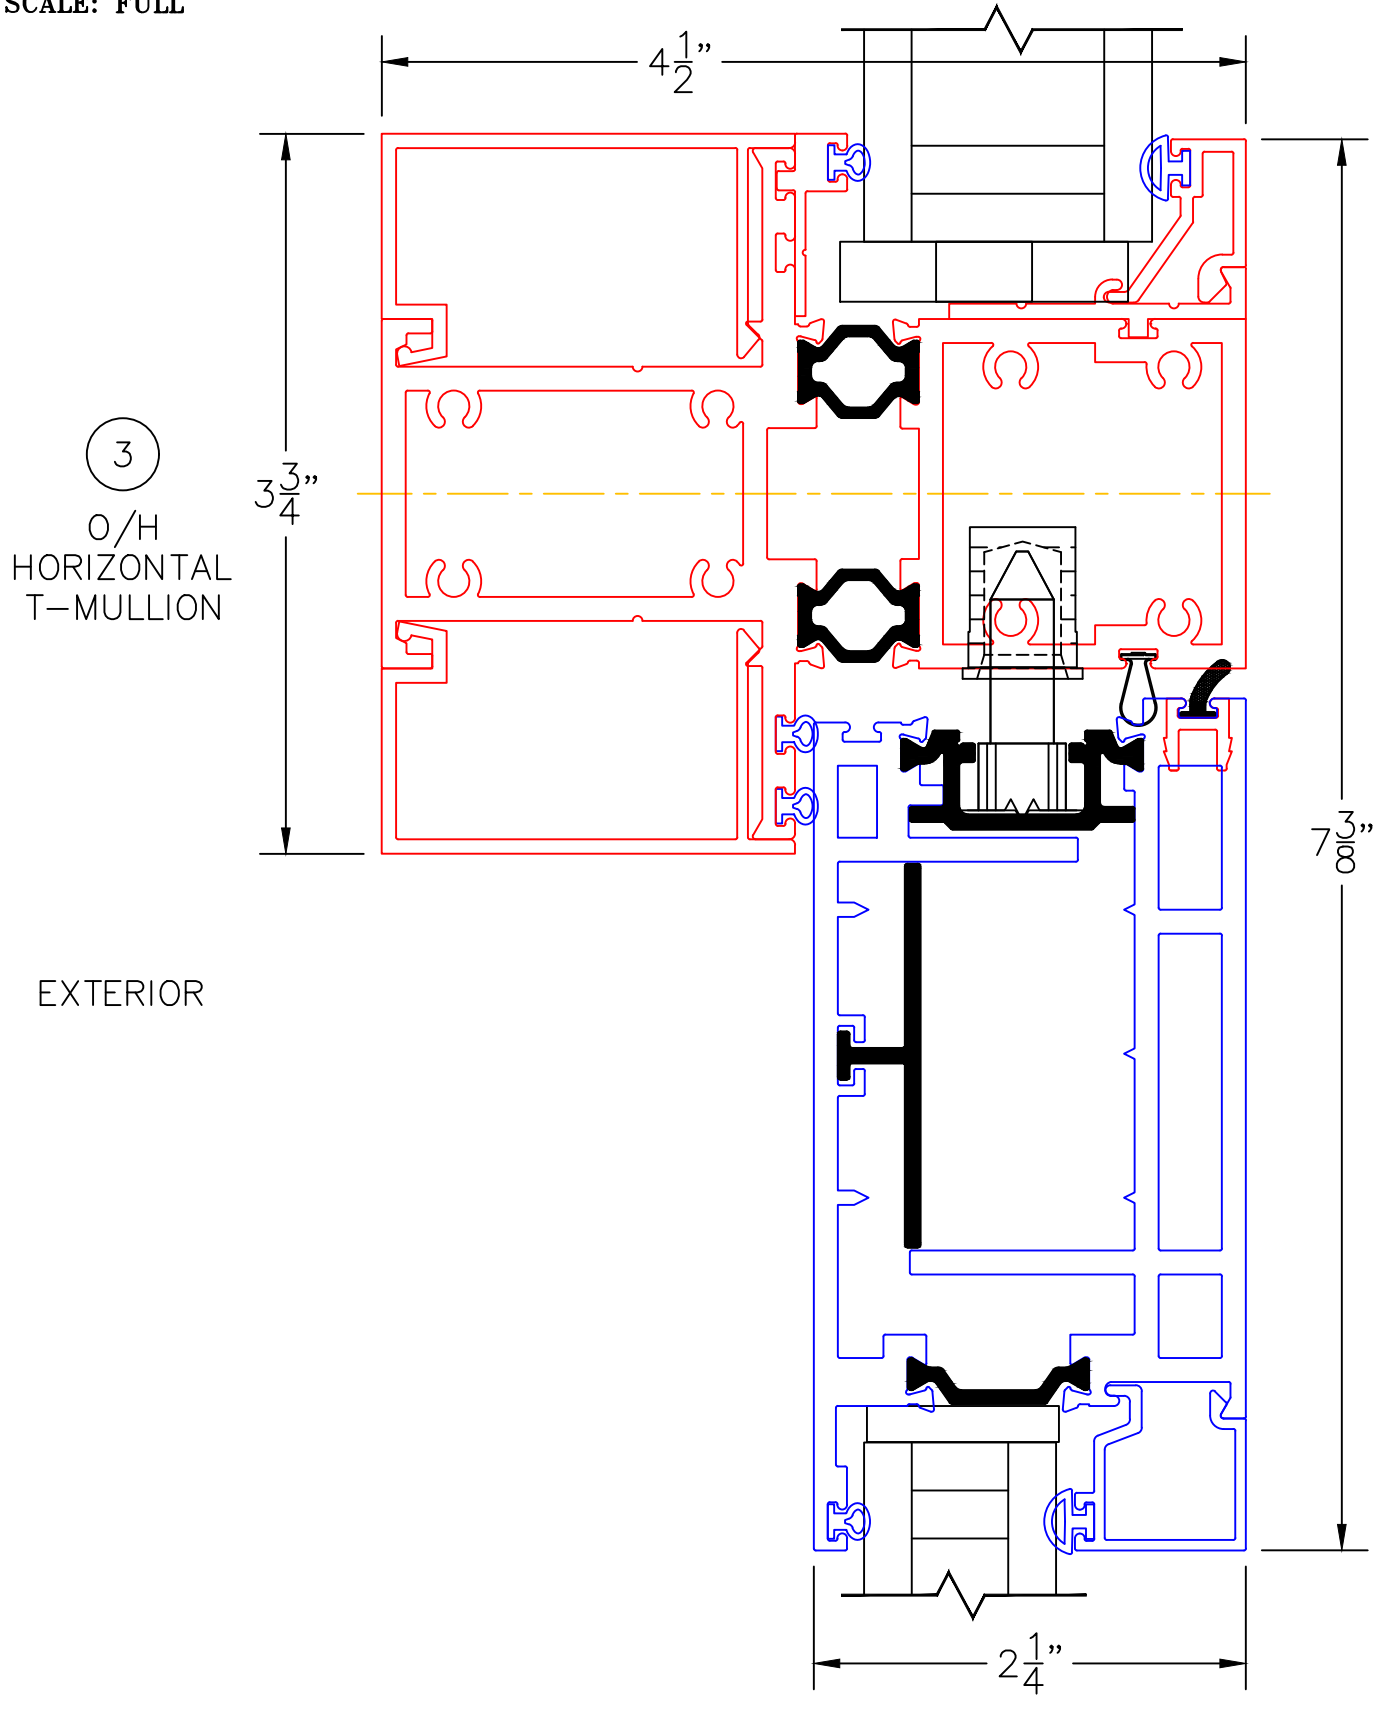 SCALE: FULL
4 1/2"
3
3 3/4"
O/H
HORIZONTAL
T-MULLION
7 3/8"
EXTERIOR
2 1/4"